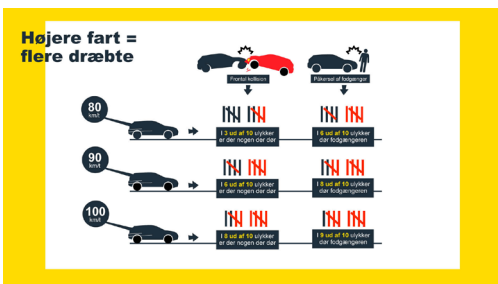 Højere fart =
flere dræbte
Frontal kollision
Påkørsel af fodgænger
80
km/t
I 3 ud af 10 ulykker
er der nogen der dør
I 6 ud af 10 ulykker
dør fodgængeren
90
km/t
I 6 ud af 10 ulykker
er der nogen der dør
I 8 ud af 10 ulykker
dør fodgængeren
100
km/t
I 8 ud af 10 ulykker
er der nogen der dør
I 9 ud af 10 ulykker
dør fodgængeren